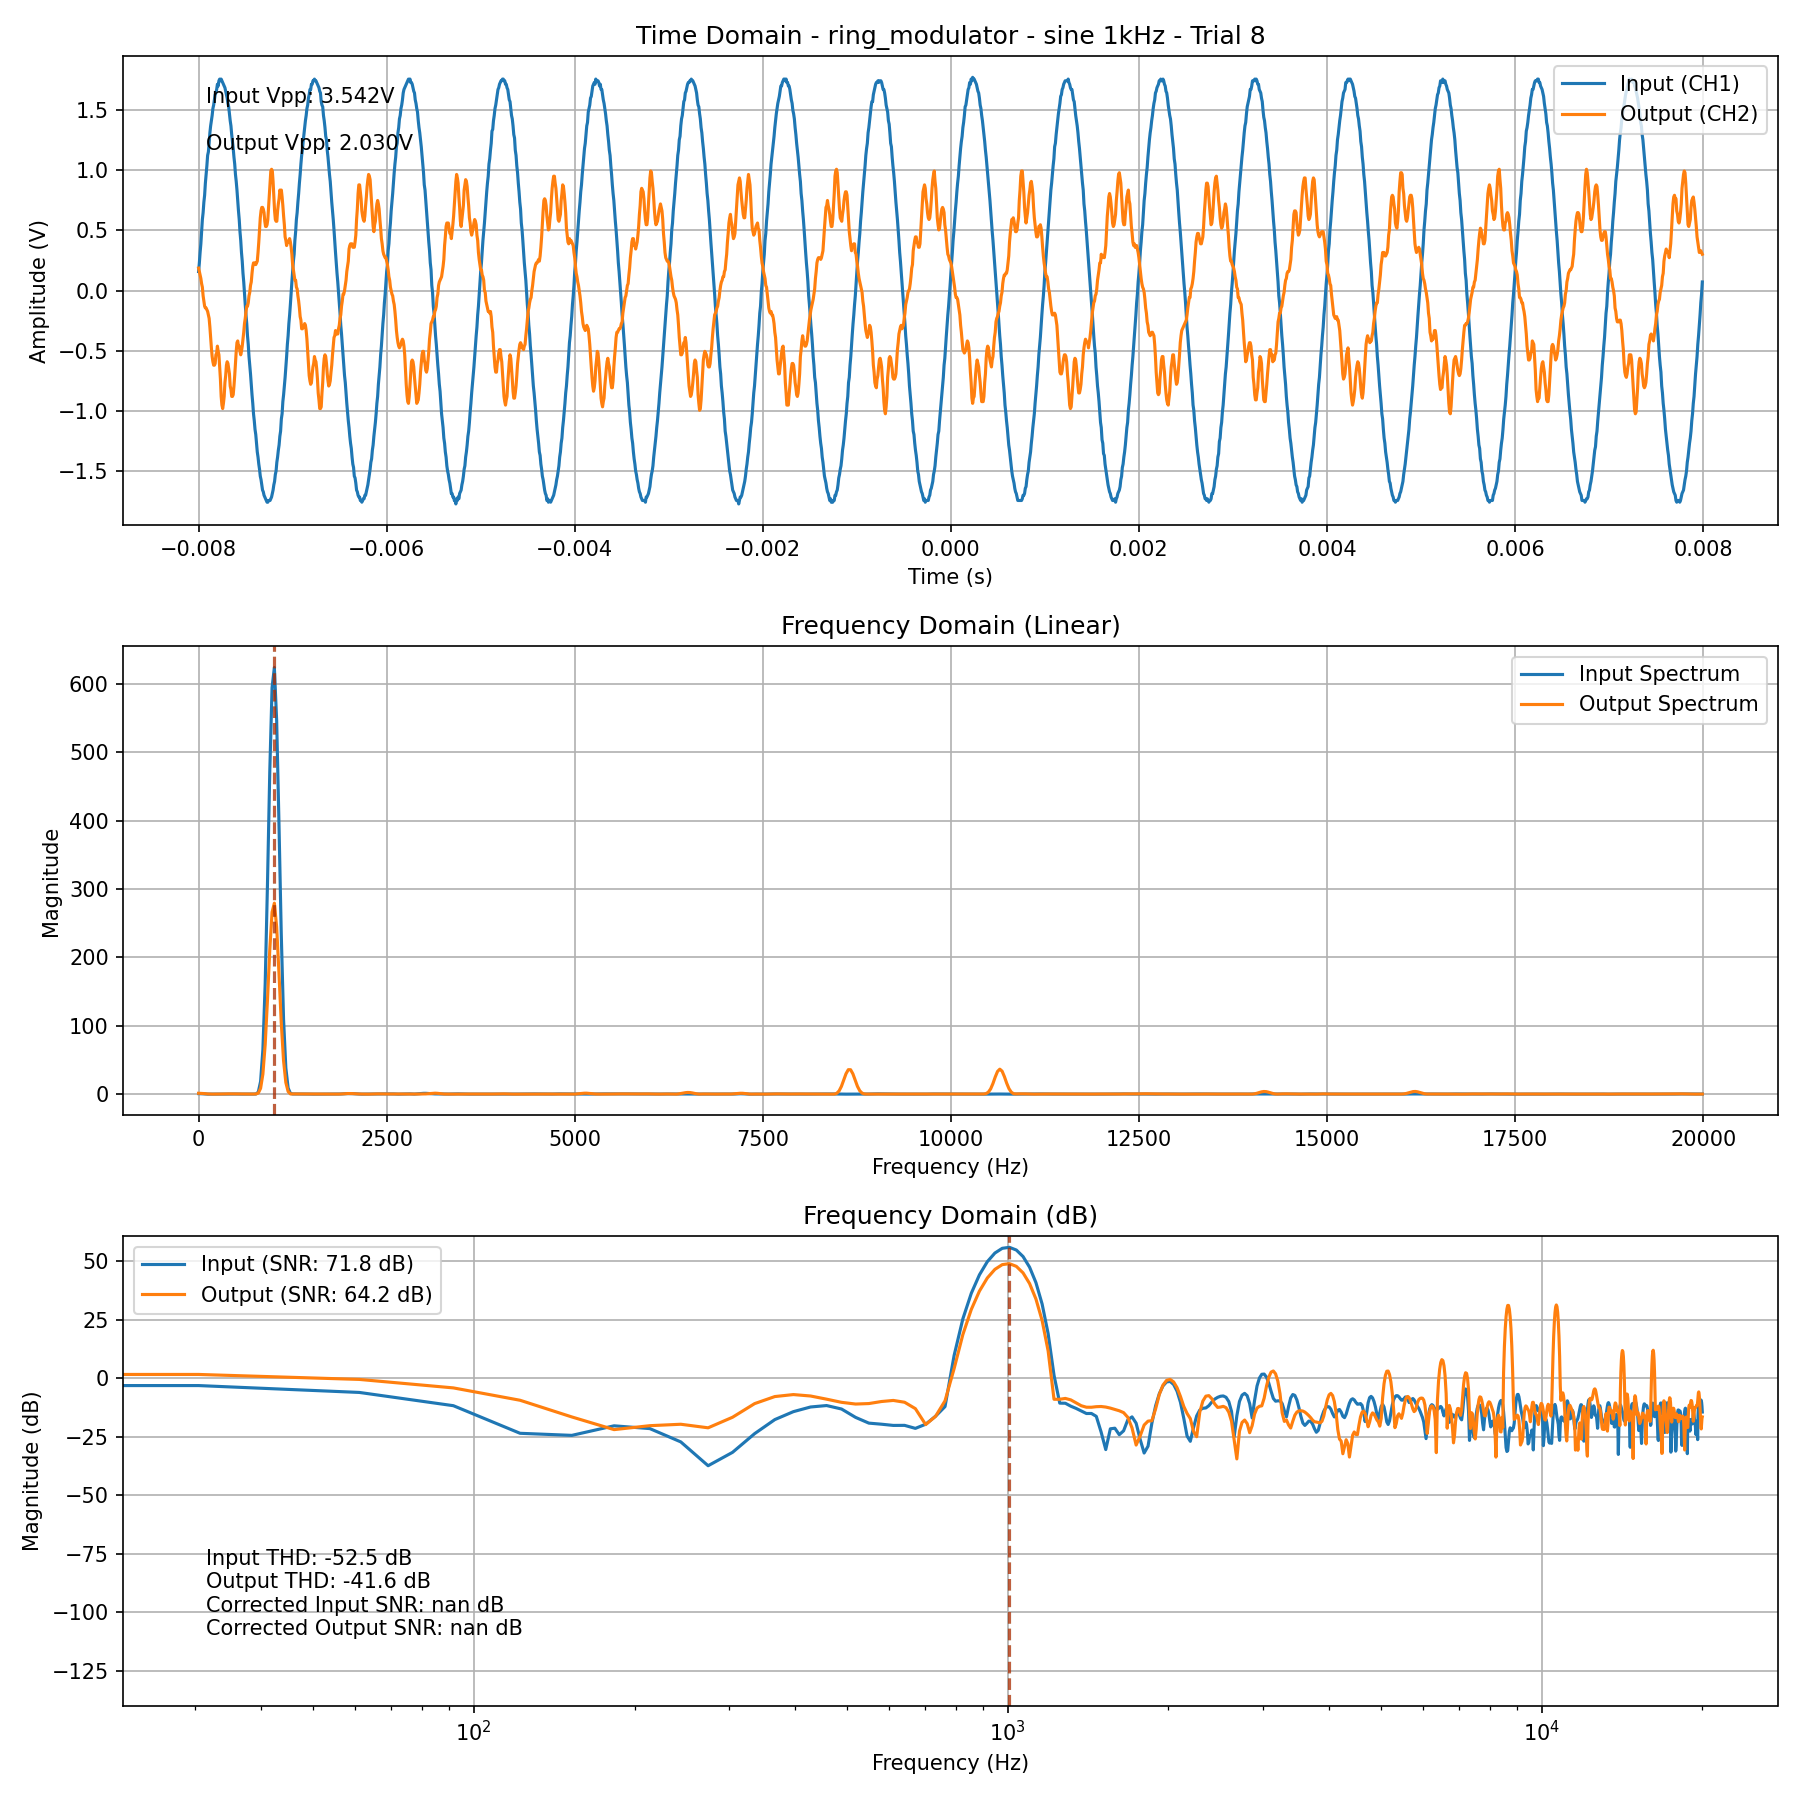 Time Domain - ring_modulator - sine 1kHz - Trial 8
Input Vpp: 3.542V
Output Vpp: 2.030V
Input (CH1)
Output (CH2)
Amplitude (V)
1.5
1.0
0.5
0.0
−0.5
−1.0
−1.5
−0.008 −0.006 −0.004 −0.002 0.000 0.002 0.004 0.006 0.008
Time (s)
Frequency Domain (Linear)
Input Spectrum
Output Spectrum
Magnitude
600
500
400
300
200
100
0
0 2500 5000 7500 10000 12500 15000 17500 20000
Frequency (Hz)
Frequency Domain (dB)
Input (SNR: 71.8 dB)
Output (SNR: 64.2 dB)
Magnitude (dB)
50
25
0
−25
−50
−75
−100
−125
Input THD: -52.5 dB
Output THD: -41.6 dB
Corrected Input SNR: nan dB
Corrected Output SNR: nan dB
10² 10³ 10⁴
Frequency (Hz)